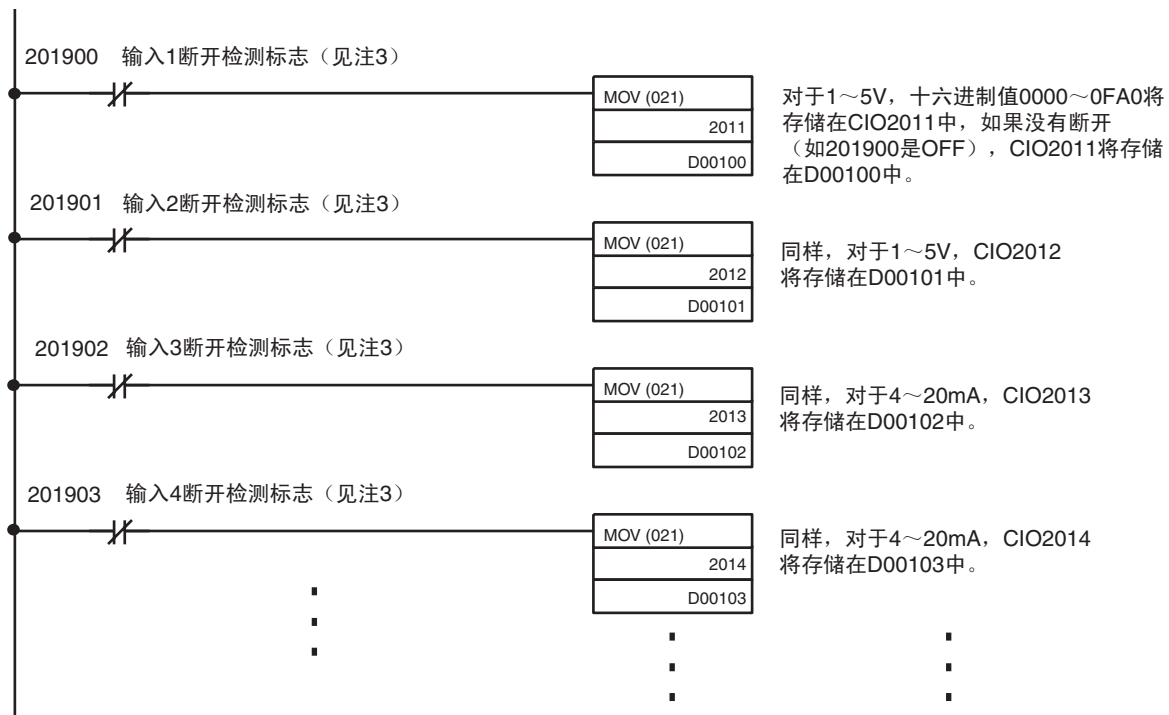 201900 输入1断开检测标志（见注3）
MOV (021)
2011
D00100
对于1～5V，十六进制值0000～0FA0将
存储在CIO2011中，如果没有断开
（如201900是OFF），CIO2011将存储
在D00100中。
201901 输入2断开检测标志（见注3）
MOV (021)
2012
D00101
同样，对于1～5V，CIO2012
将存储在D00101中。
201902 输入3断开检测标志（见注3）
MOV (021)
2013
D00102
同样，对于4～20mA，CIO2013
将存储在D00102中。
201903 输入4断开检测标志（见注3）
MOV (021)
2014
D00103
同样，对于4～20mA，CIO2014
将存储在D00103中。